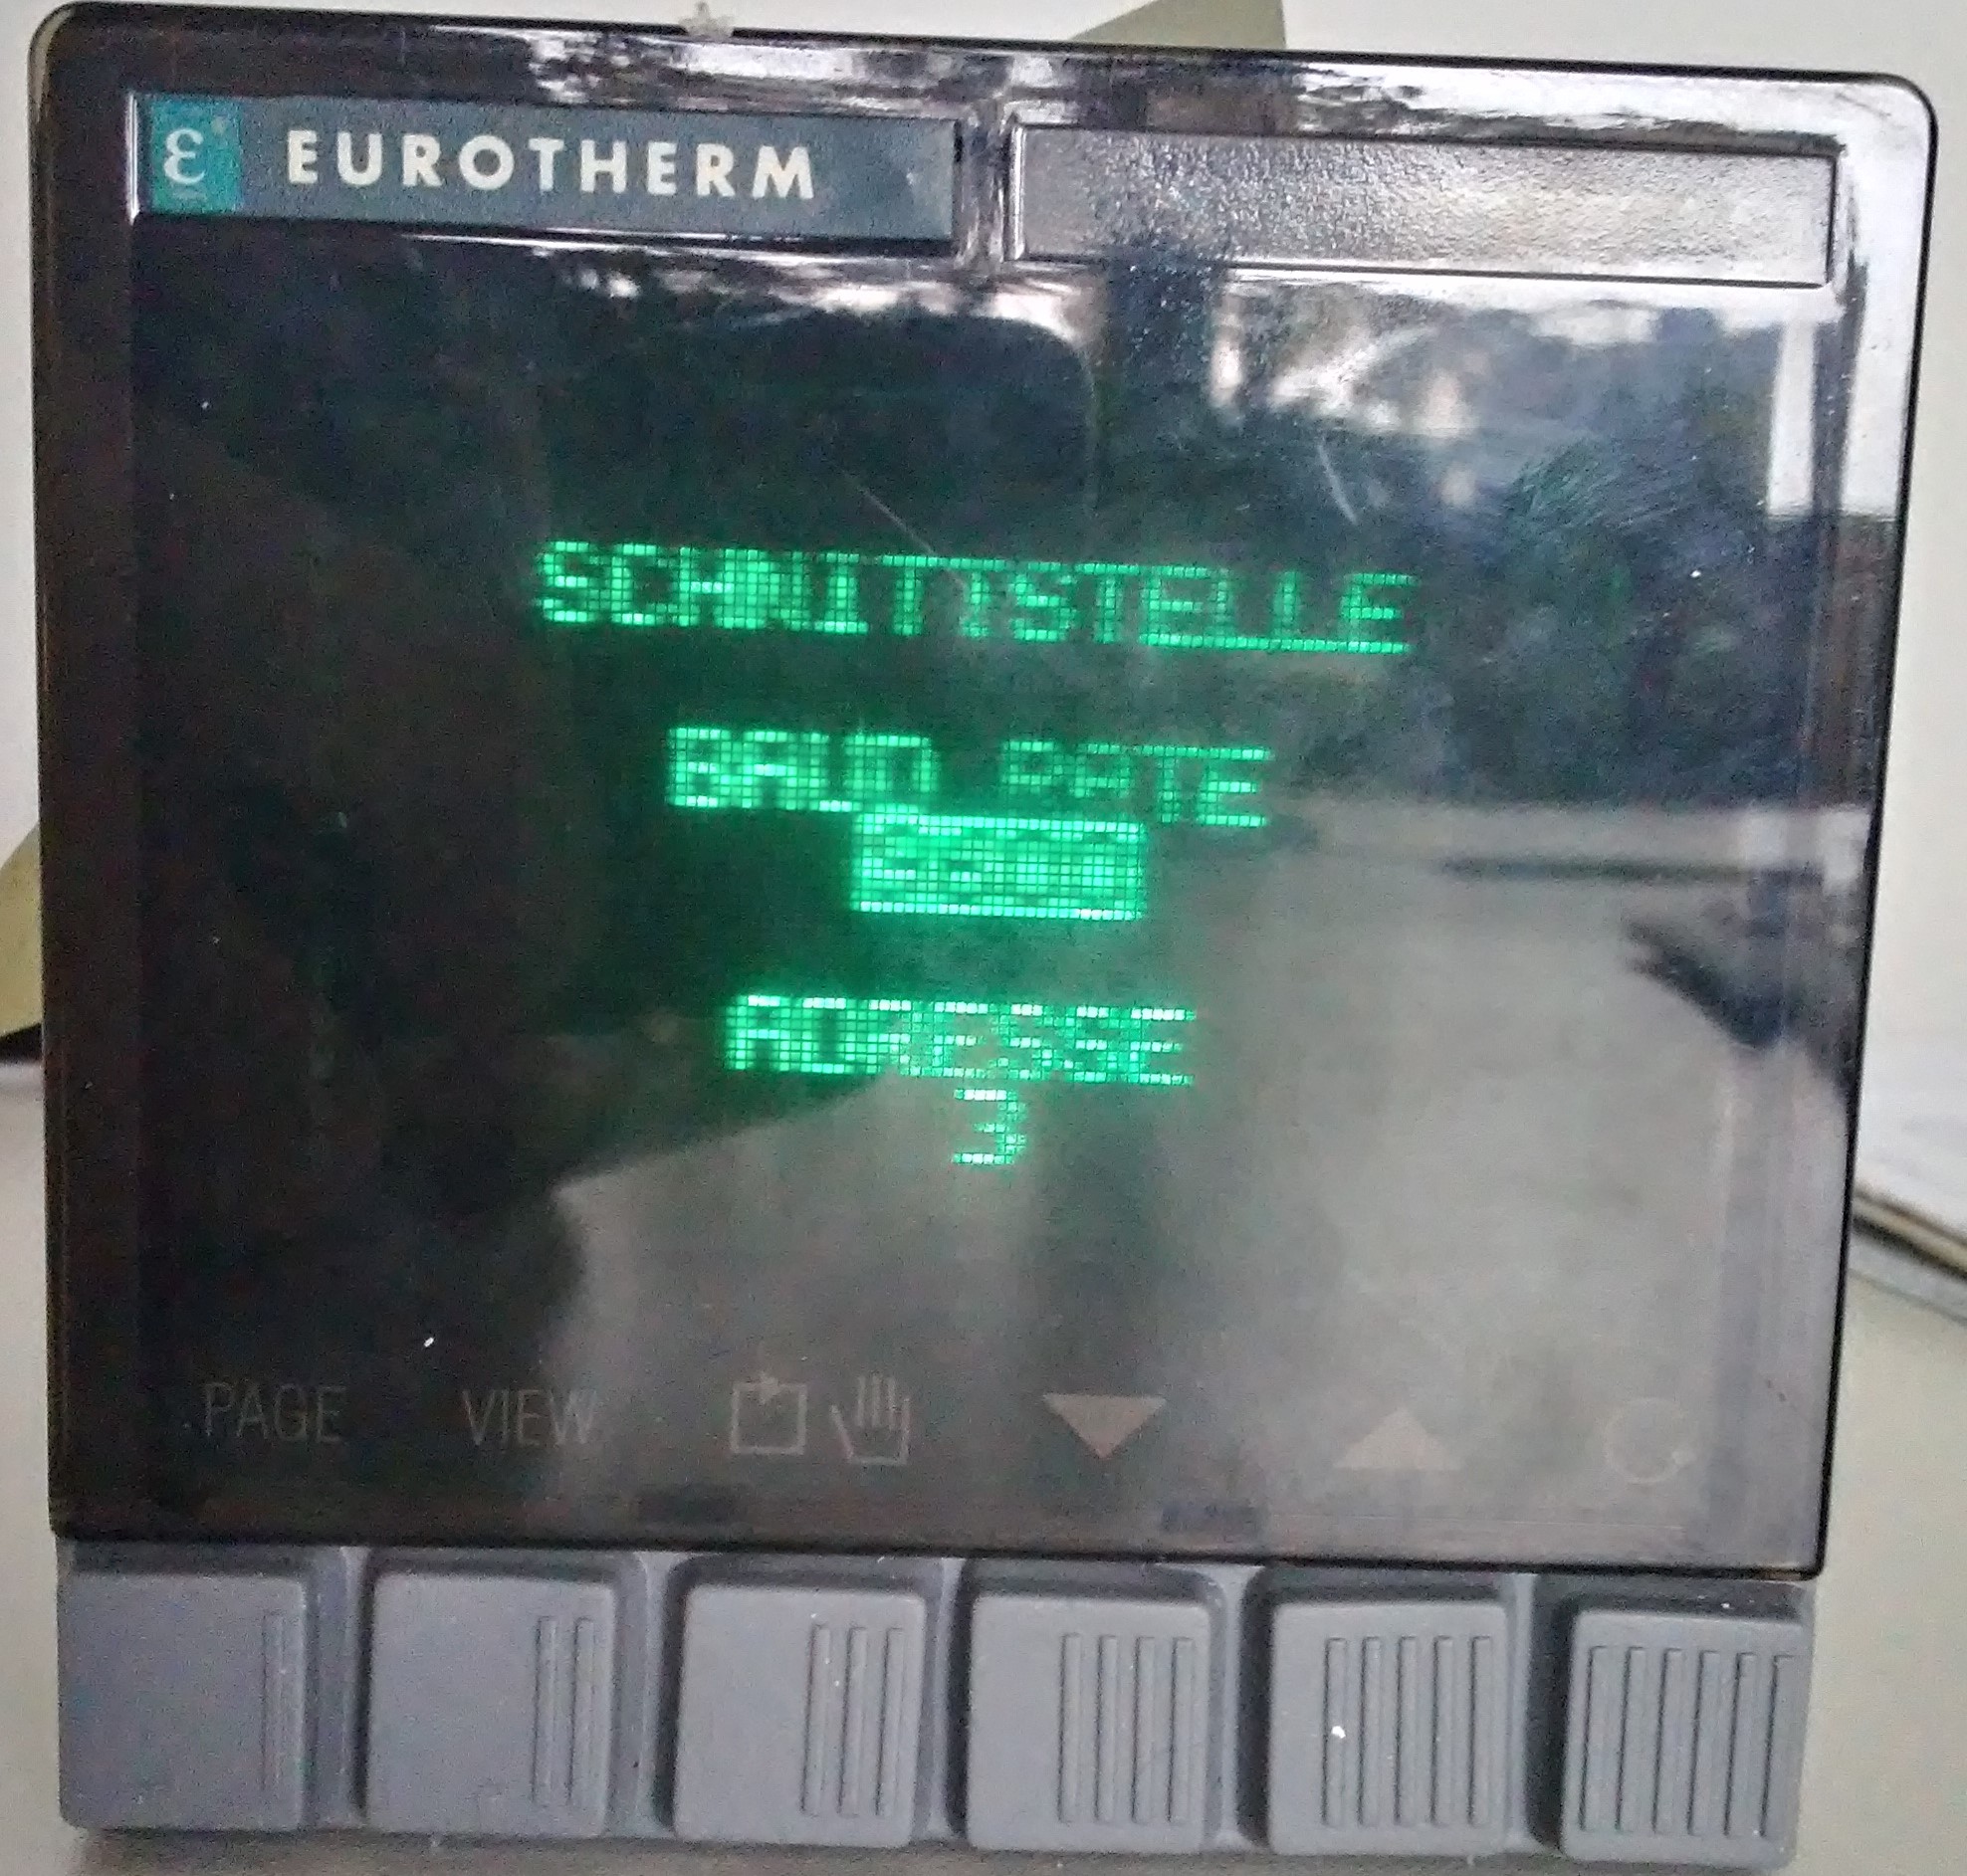 ε EUROTHERM
SCHNITTSTELLE
BAUD RATE
ADRESSE
3
PAGE VIEW